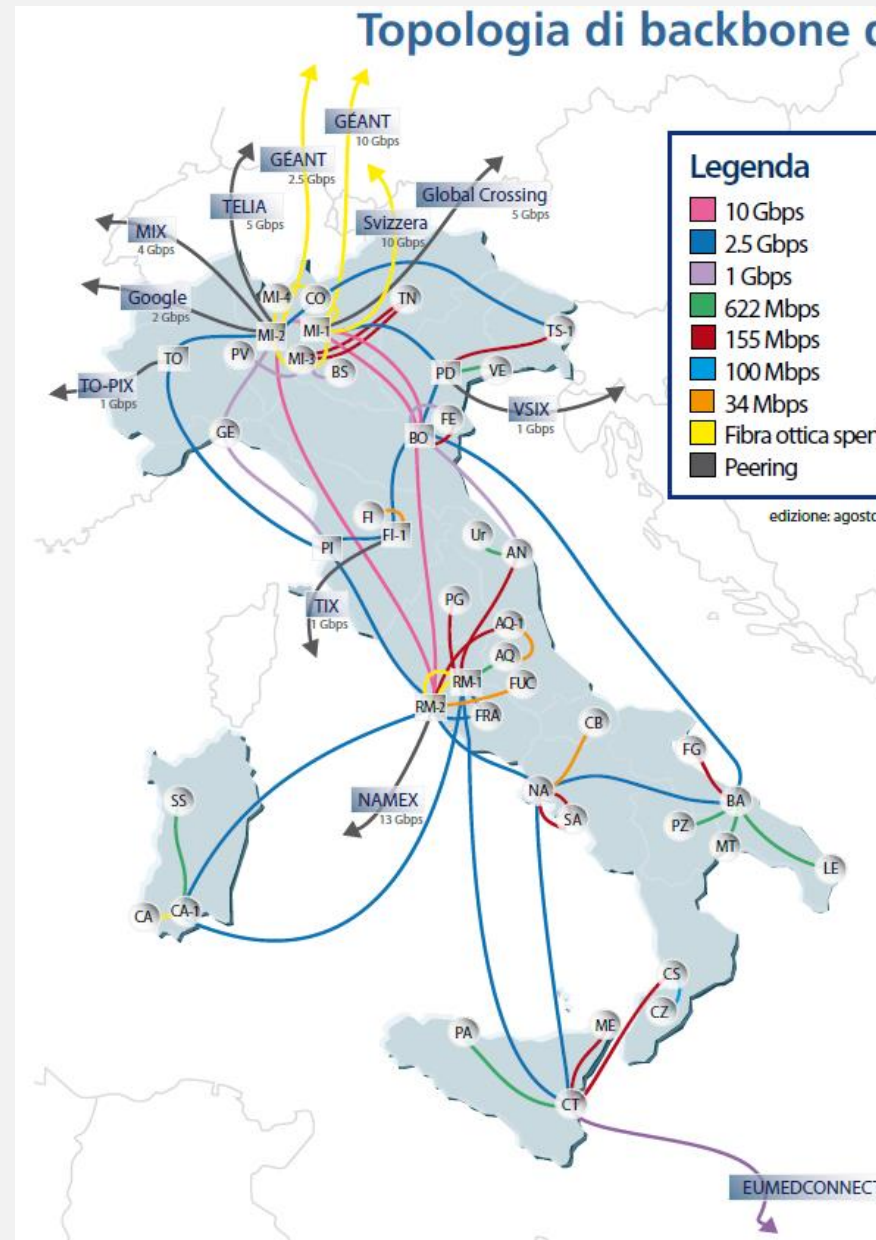 Topologia di backbone d
GÉANT
10 Gbps
GÉANT
2.5 Gbps
TELIA
5 Gbps
Global Crossing
5 Gbps
Svizzera
10 Gbps
MIX
4 Gbps
Google
2 Gbps
TO-PIX
1 Gbps
VSIX
1 Gbps
TIX
1 Gbps
NAMEX
13 Gbps
EUMEDCONNECT
MI-4
CO
TN
MI-2
MI-1
TS-1
TO
PV
MI-3
BS
PD
VE
GE
FE
BO
FI
FI-1
PI
Ur
AN
PG
AQ-1
AQ
RM-1
FUC
RM-2
FRA
CB
FG
NA
BA
SA
PZ
MT
LE
SS
CA
CA-1
CS
CZ
PA
ME
CT
Legenda
10 Gbps
2.5 Gbps
1 Gbps
622 Mbps
155 Mbps
100 Mbps
34 Mbps
Fibra ottica spen
Peering
edizione: agosto